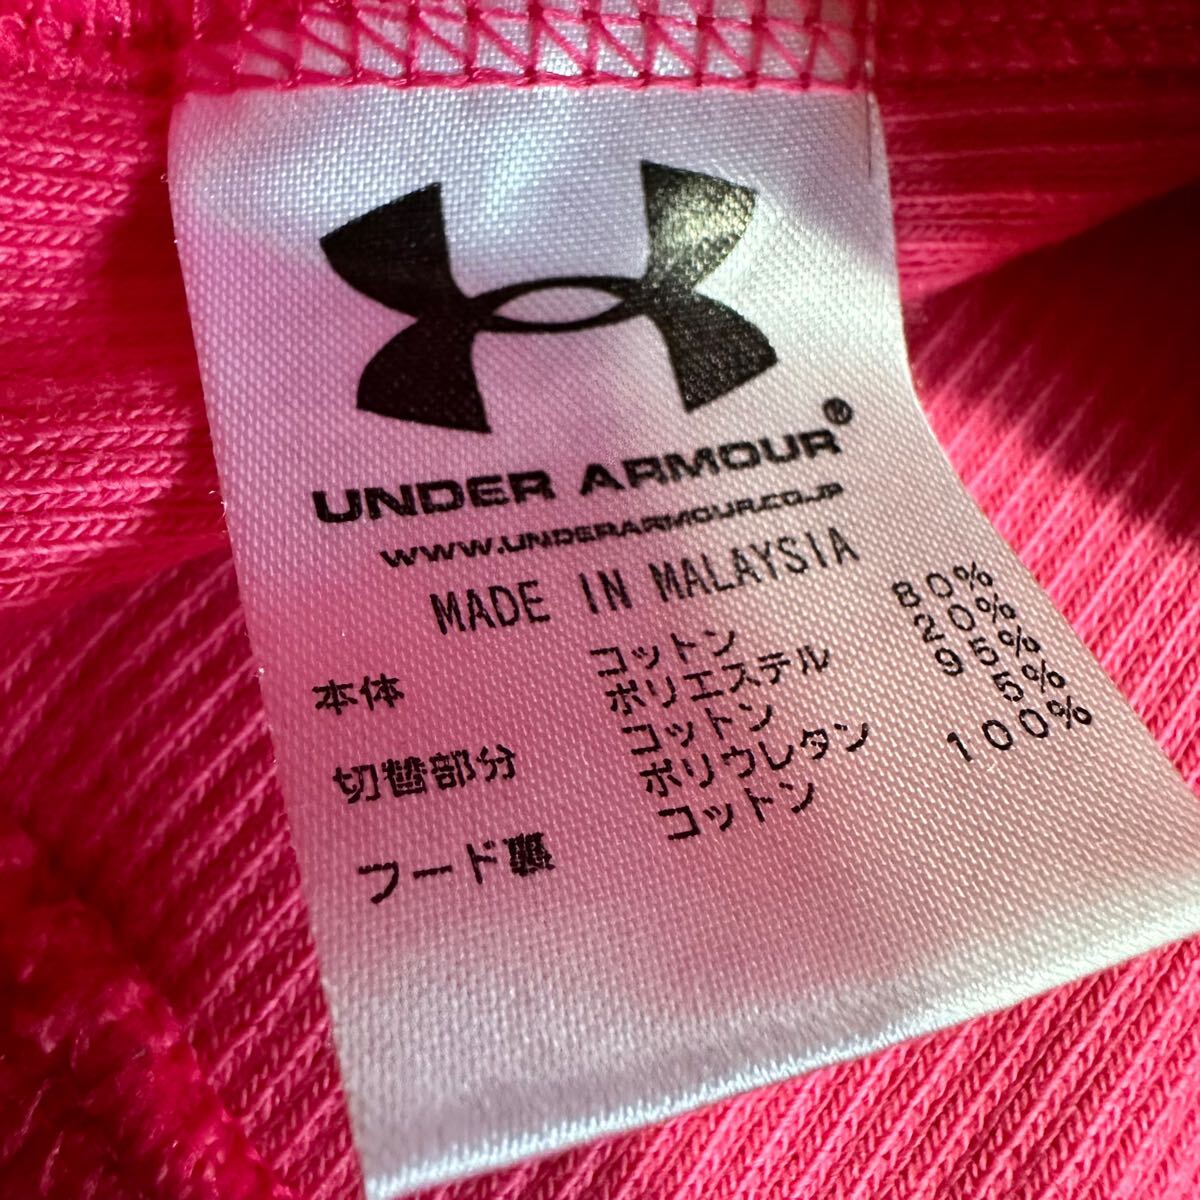 UNDER ARMOUR®
WWW.UNDERARMOUR.CO.JP
MADE IN MALAYSIA
本体 コットン 80%
ポリエステル 20%
切替部分 コットン 95%
ポリウレタン 5%
フード裏 コットン 100%